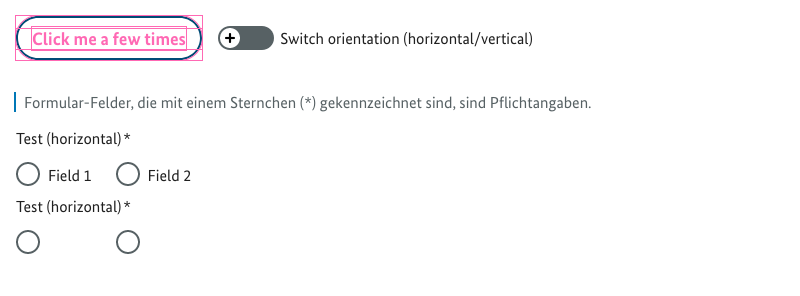 Click me a few times
Switch orientation (horizontal/vertical)
Formular-Felder, die mit einem Sternchen (*) gekennzeichnet sind, sind Pflichtangaben.
Test (horizontal)*
Field 1 Field 2
Test (horizontal)*